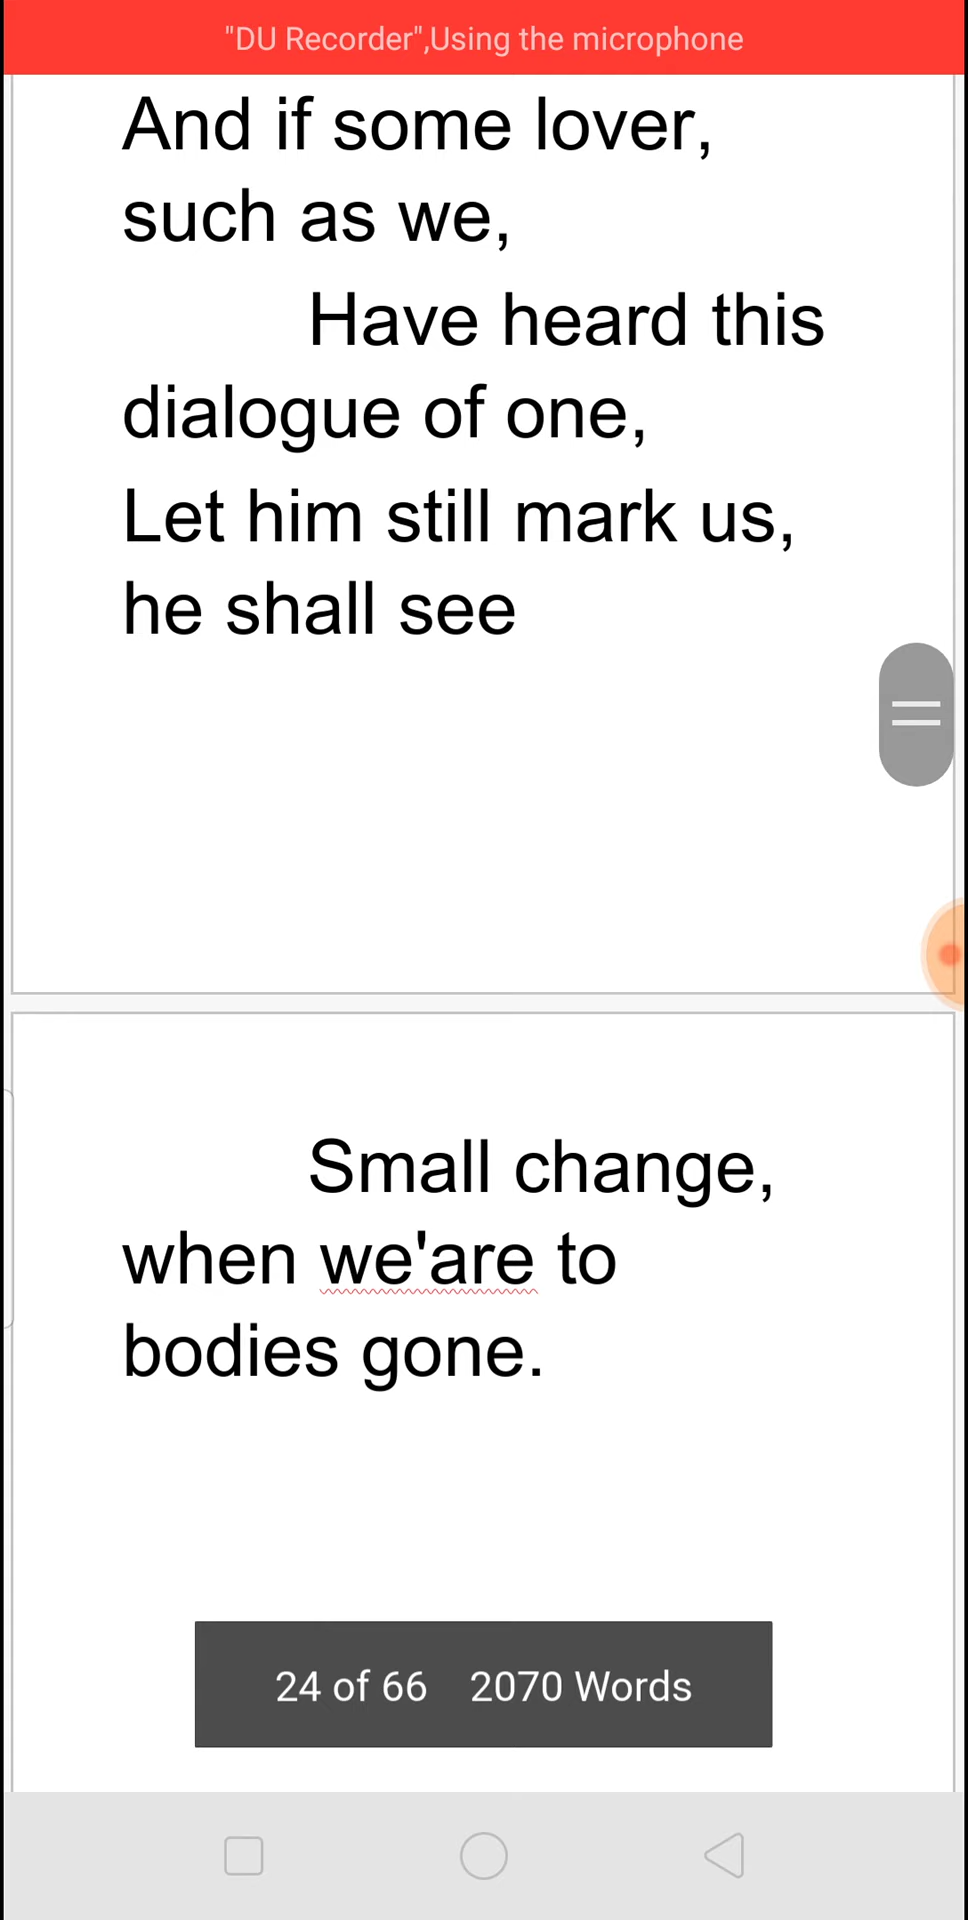 "DU Recorder",Using the microphone
And if some lover,
such as we,
Have heard this
dialogue of one,
Let him still mark us,
he shall see
Small change,
when we'are to
bodies gone.
24 of 66 2070 Words